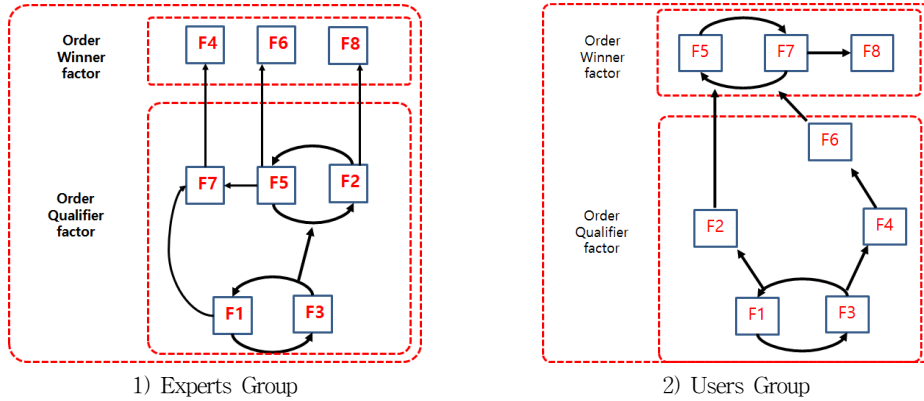 Order
Winner
factor
F4
F6
F8
Order
Qualifier
factor
F7
F5
F2
F1
F3
1) Experts Group
Order
Winner
factor
F5
F7
F8
Order
Qualifier
factor
F6
F2
F4
F1
F3
2) Users Group